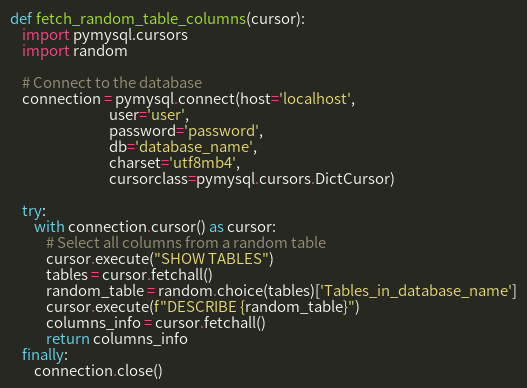 def fetch_random_table_columns(cursor):
    import pymysql.cursors
    import random

    # Connect to the database
    connection = pymysql.connect(host='localhost',
                                 user='user',
                                 password='password',
                                 db='database_name',
                                 charset='utf8mb4',
                                 cursorclass=pymysql.cursors.DictCursor)

    try:
        with connection.cursor() as cursor:
            # Select all columns from a random table
            cursor.execute("SHOW TABLES")
            tables = cursor.fetchall()
            random_table = random.choice(tables)['Tables_in_database_name']
            cursor.execute(f"DESCRIBE {random_table}")
            columns_info = cursor.fetchall()
            return columns_info
    finally:
        connection.close()